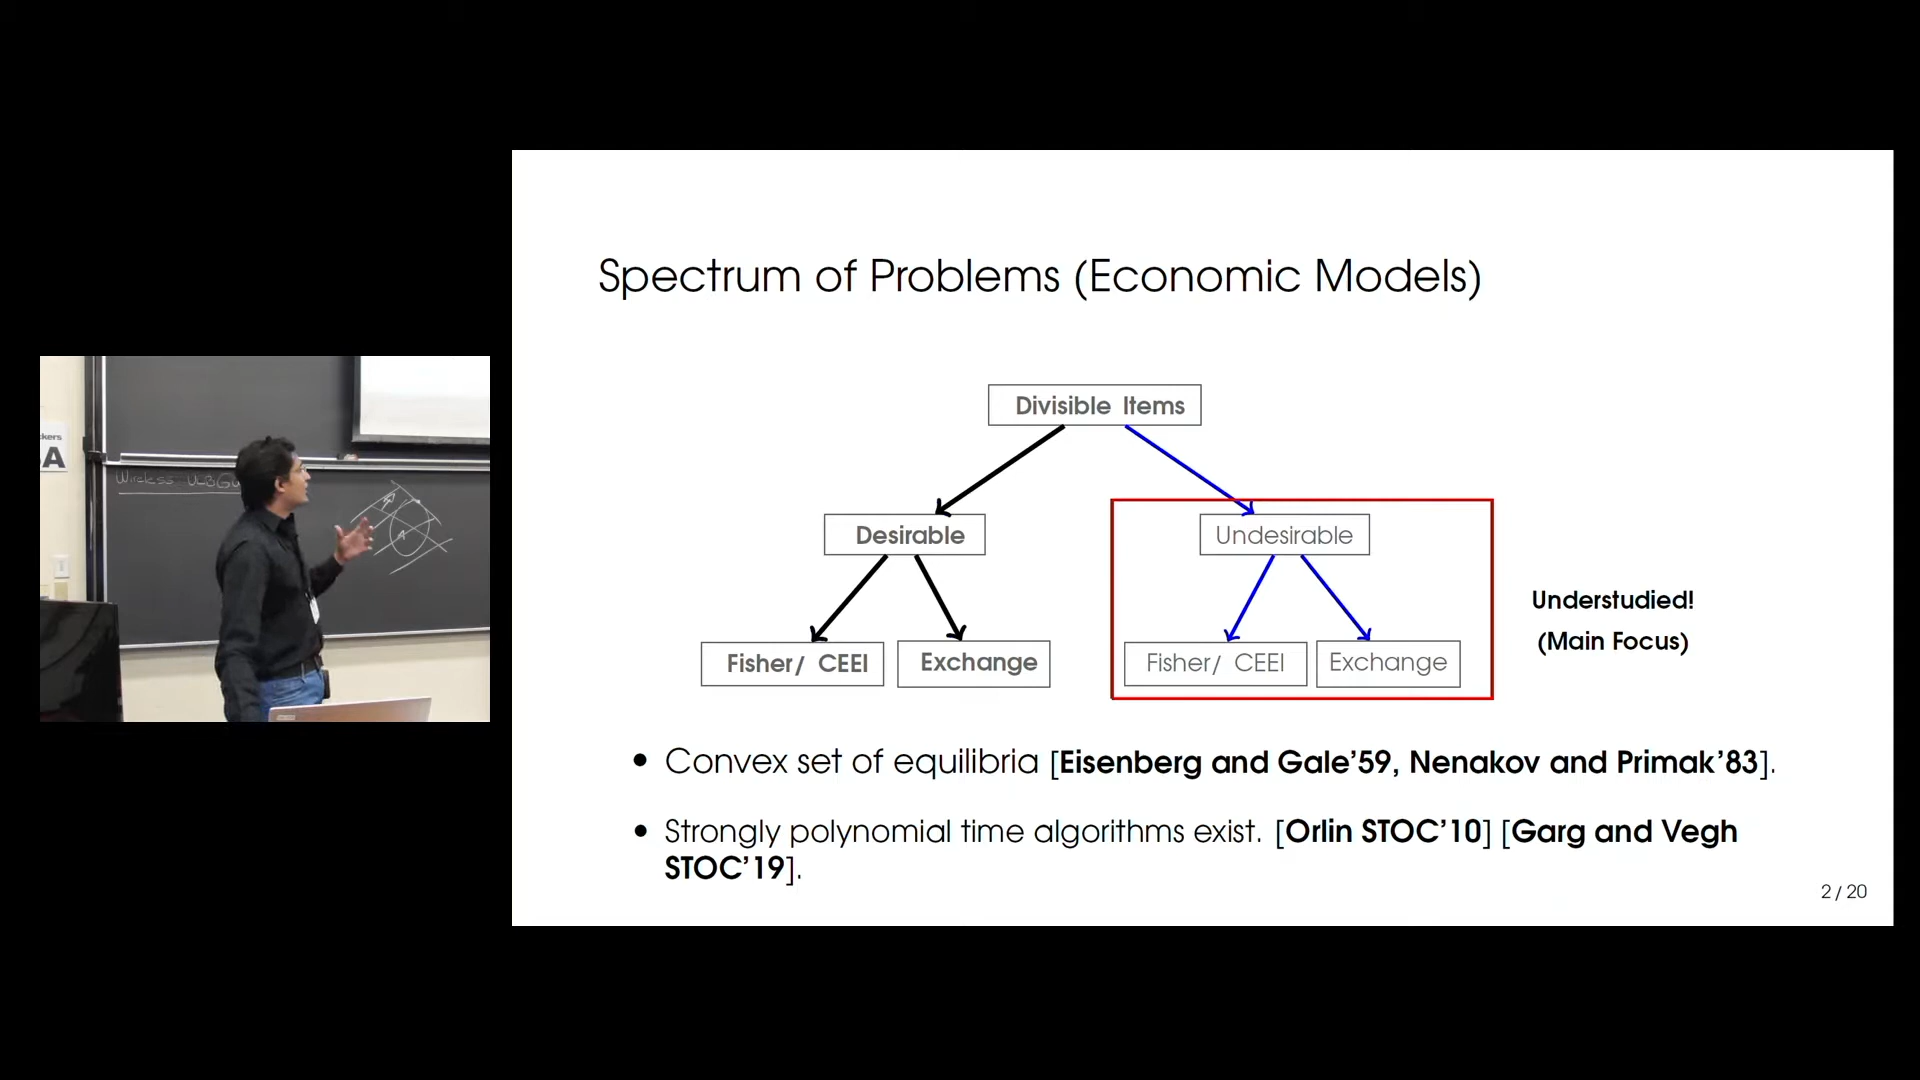 kers
A
Wireless
Spectrum of Problems (Economic Models)
Divisible Items
Desirable
Undesirable
Fisher/ CEEI
Exchange
Fisher/ CEEI
Exchange
Understudied!
(Main Focus)
• Convex set of equilibria [Eisenberg and Gale'59, Nenakov and Primak'83].
• Strongly polynomial time algorithms exist. [Orlin STOC'10] [Garg and Vegh
STOC'19].
2 / 20